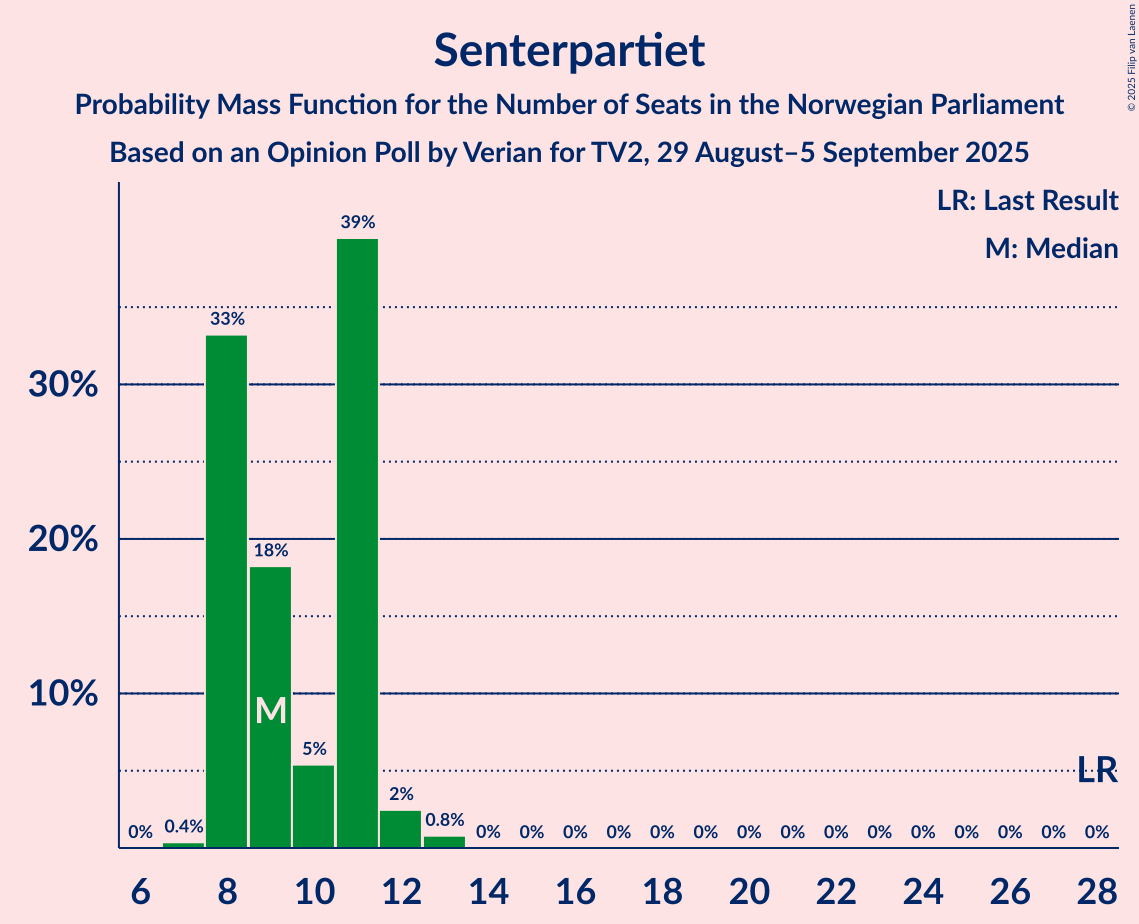 Senterpartiet
Probability Mass Function for the Number of Seats in the Norwegian Parliament
Based on an Opinion Poll by Verian for TV2, 29 August–5 September 2025
© 2025 Filip van Laenen
LR: Last Result
M: Median
39%
33%
30%
18%
20%
10%
M
5%
LR
2%
0% 0.4% 0.8% 0% 0% 0% 0% 0% 0% 0% 0% 0% 0% 0% 0% 0% 0% 0%
6 8 10 12 14 16 18 20 22 24 26 28